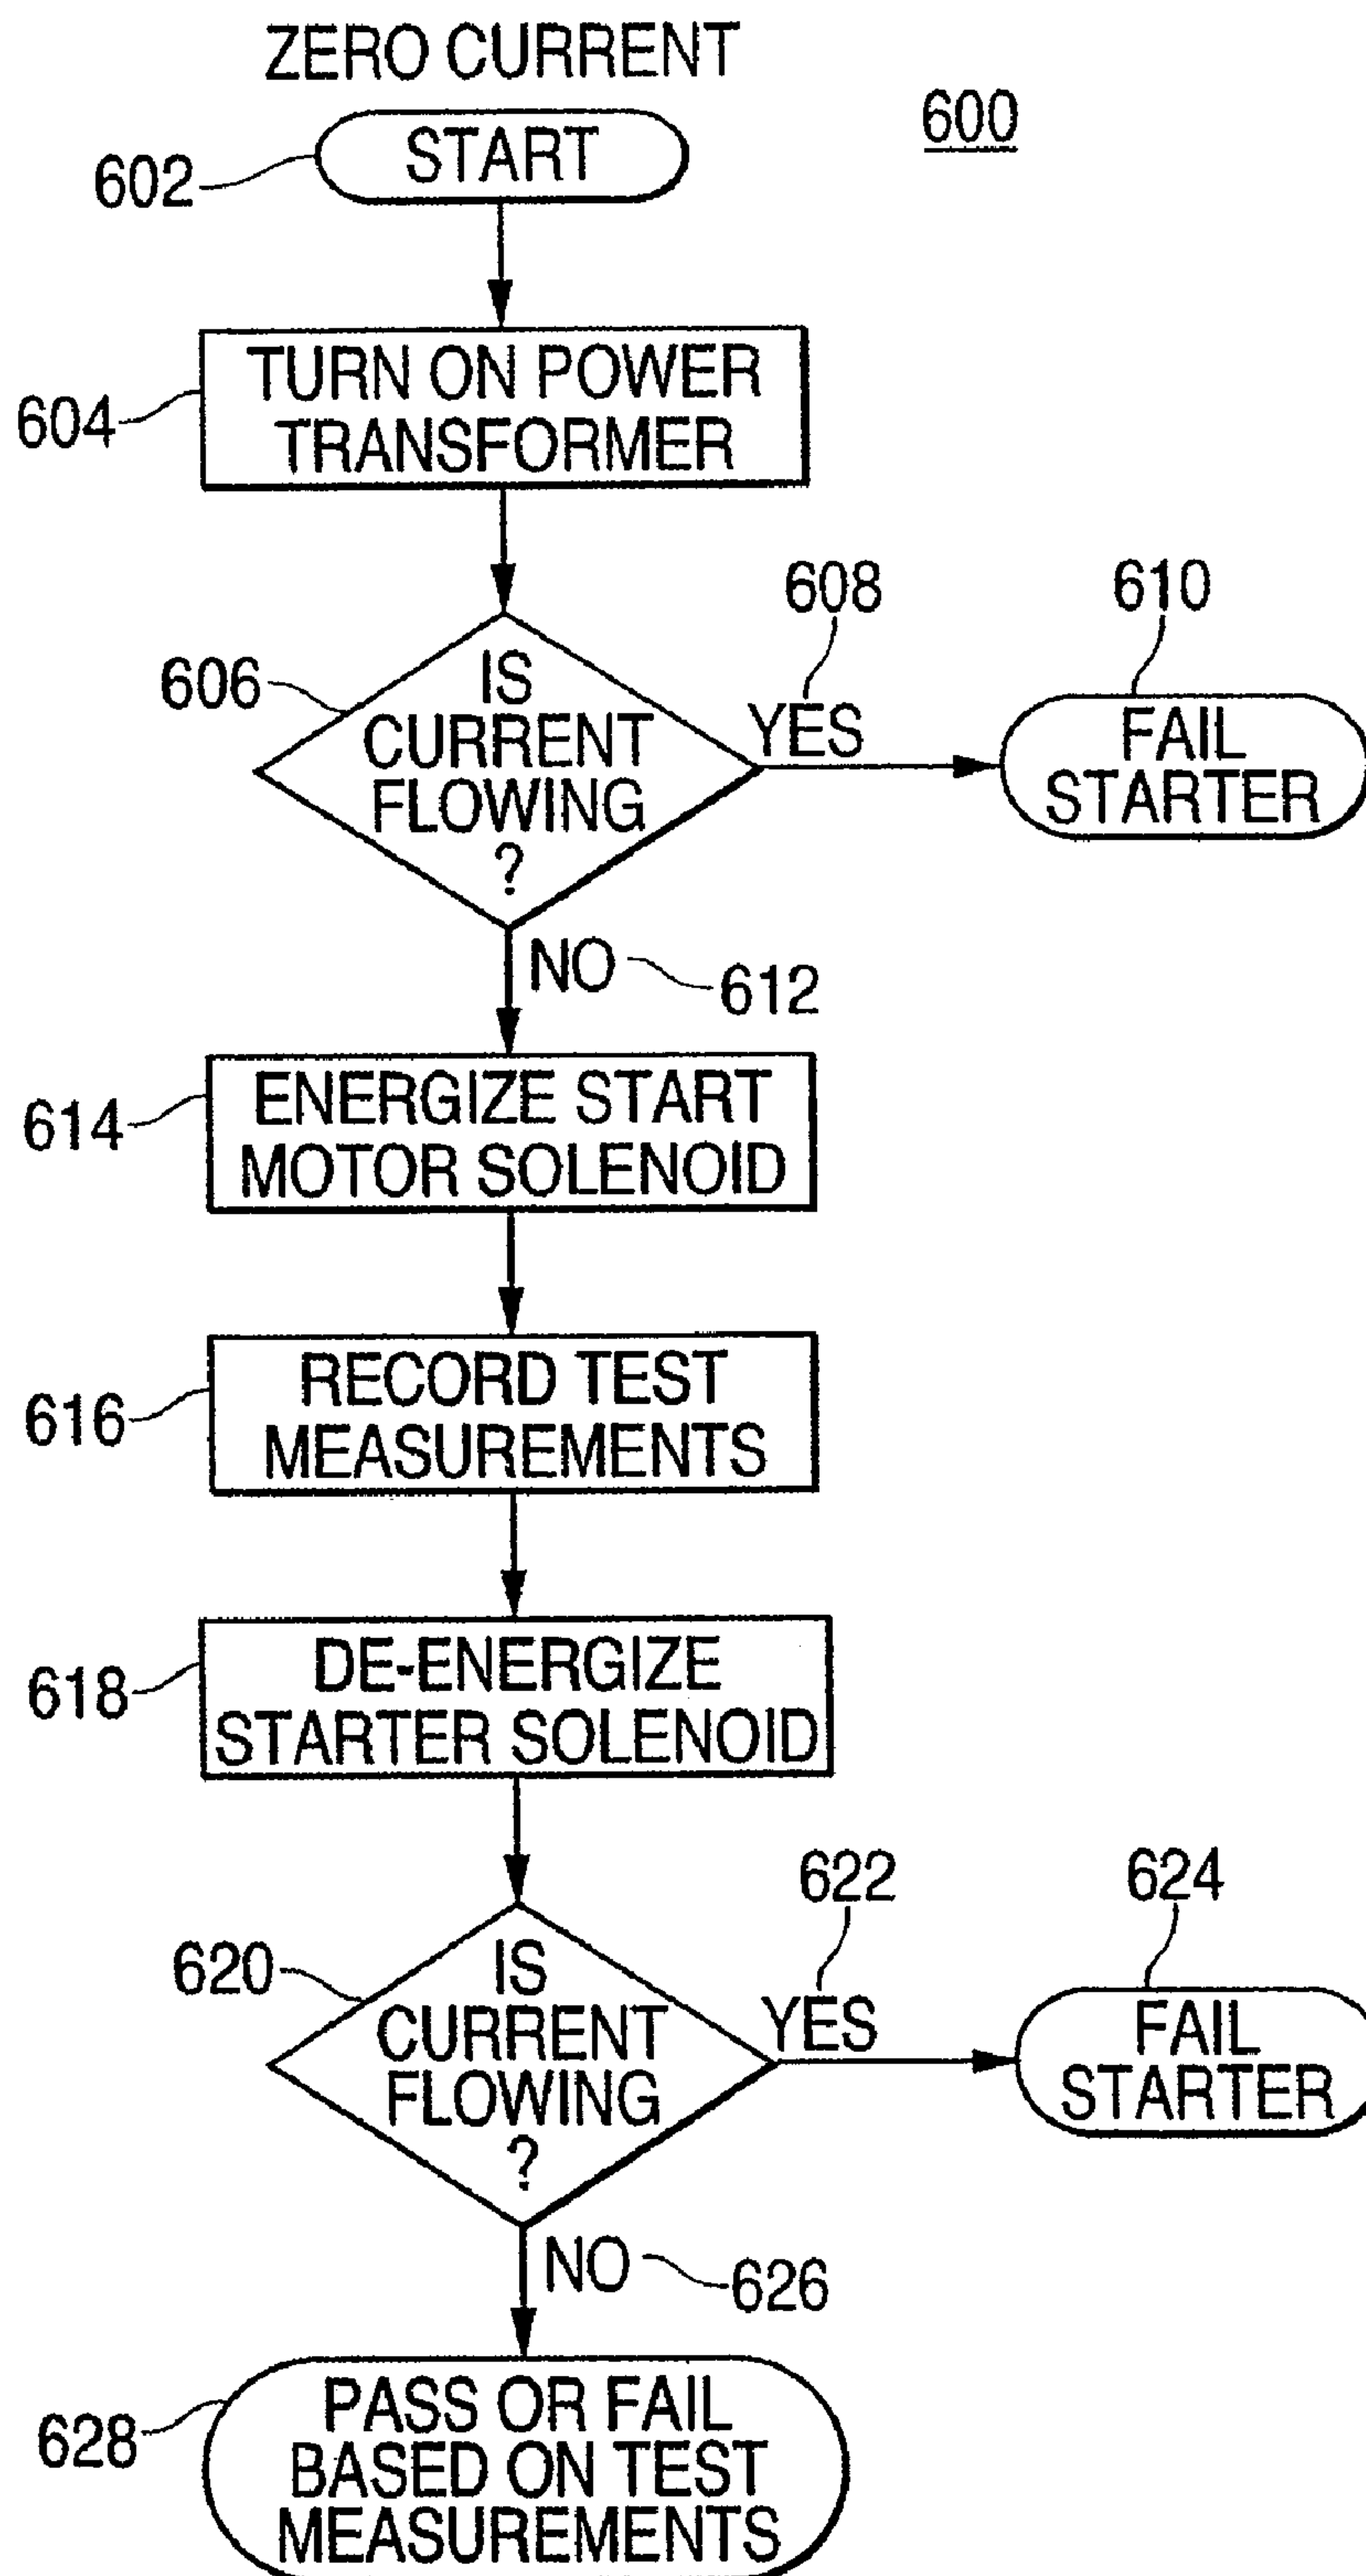 ZERO CURRENT
600
START
602
TURN ON POWER
TRANSFORMER
604
608
610
606
IS
CURRENT
FLOWING
?
YES
FAIL
STARTER
NO
612
ENERGIZE START
MOTOR SOLENOID
614
RECORD TEST
MEASUREMENTS
616
DE-ENERGIZE
STARTER SOLENOID
618
622
624
620
IS
CURRENT
FLOWING
?
YES
FAIL
STARTER
NO
626
PASS OR FAIL
BASED ON TEST
MEASUREMENTS
628